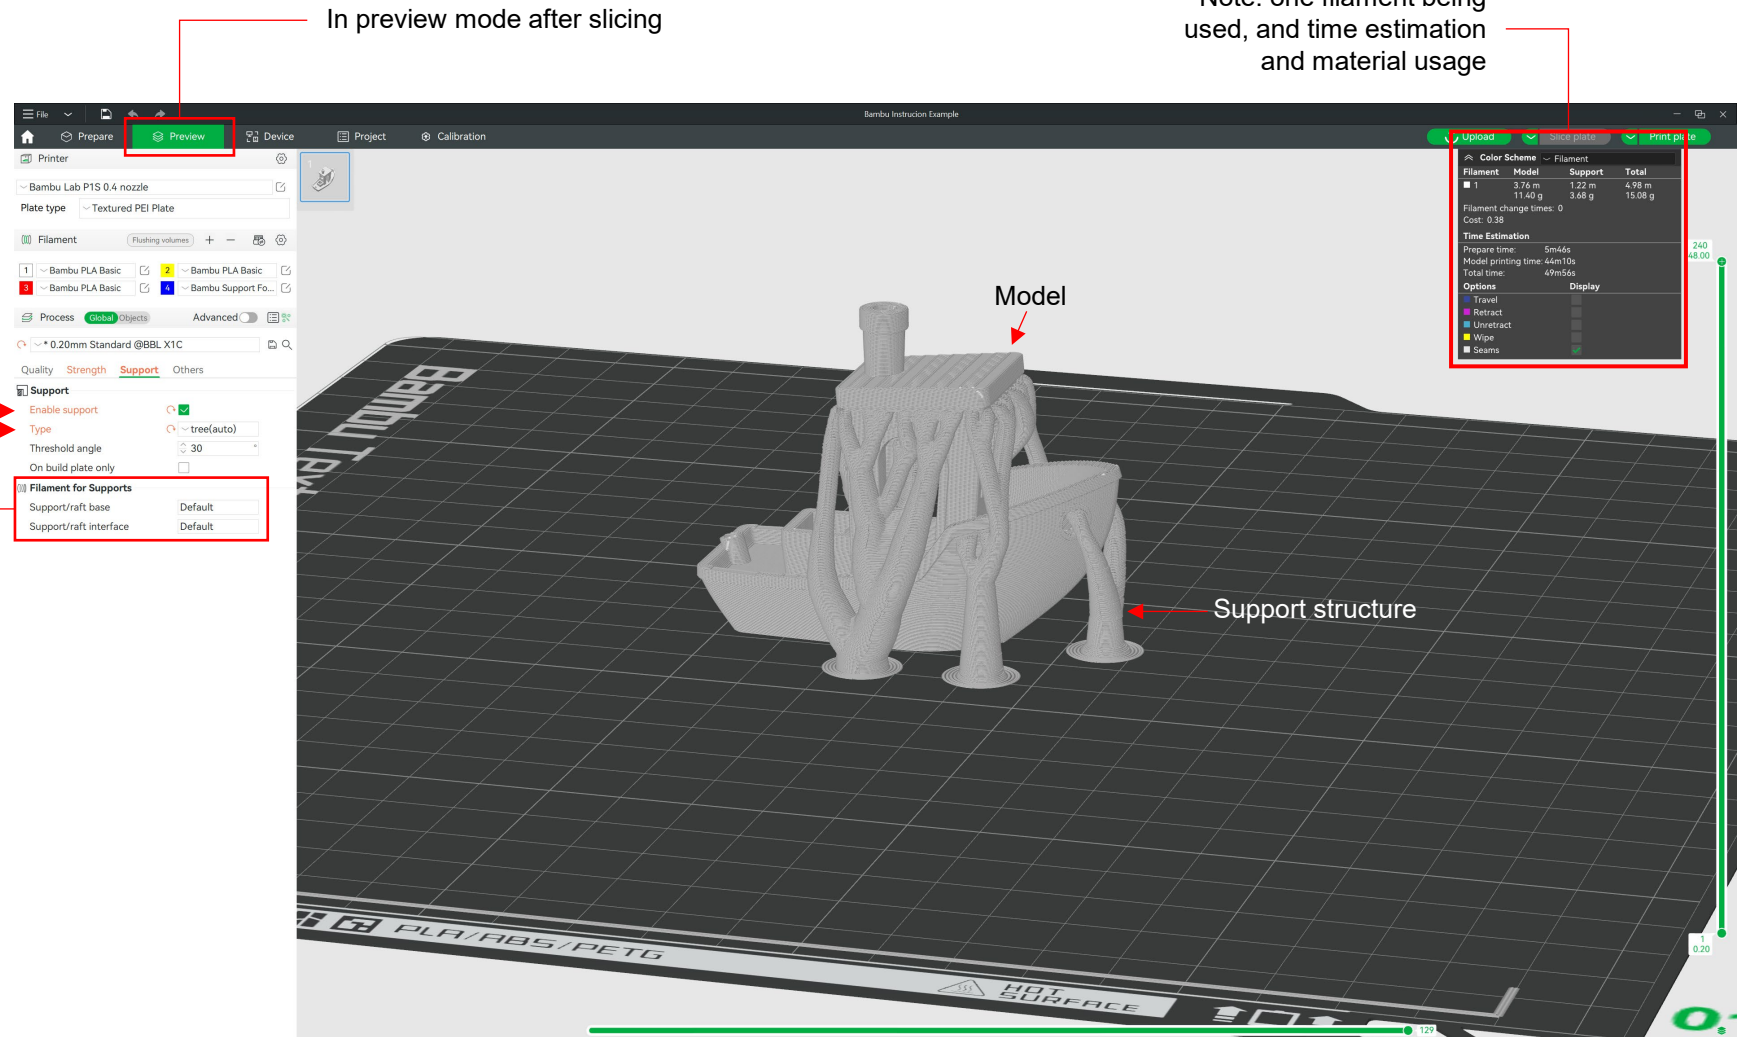 Note: one filament being
used, and time estimation
and material usage
In preview mode after slicing
File
Bambu Instrucion Example
Prepare
Preview
Device
Project
Calibration
Upload
Slice plate
Print plate
Printer
Bambu Lab P1S 0.4 nozzle
Plate type
Textured PEI Plate
Filament
Flushing volumes
1 Bambu PLA Basic
2 Bambu PLA Basic
3 Bambu PLA Basic
4 Bambu Support Fo...
Process
Global
Objects
Advanced
* 0.20mm Standard @BBL X1C
Quality
Strength
Support
Others
Support
Enable support
Type
tree(auto)
Threshold angle
30 °
On build plate only
Filament for Supports
Support/raft base
Default
Support/raft interface
Default
1
Color Scheme
Filament
Filament Model Support Total
1 3.76 m 1.22 m 4.98 m
11.40 g 3.68 g 15.08 g
Filament change times: 0
Cost: 0.38
Time Estimation
Prepare time: 5m46s
Model printing time: 44m10s
Total time: 49m56s
Options Display
Travel
Retract
Unretract
Wipe
Seams
240
48.00
Model
Support structure
PLA/ABS/PETG
HOT
SURFACE
1
0.20
129